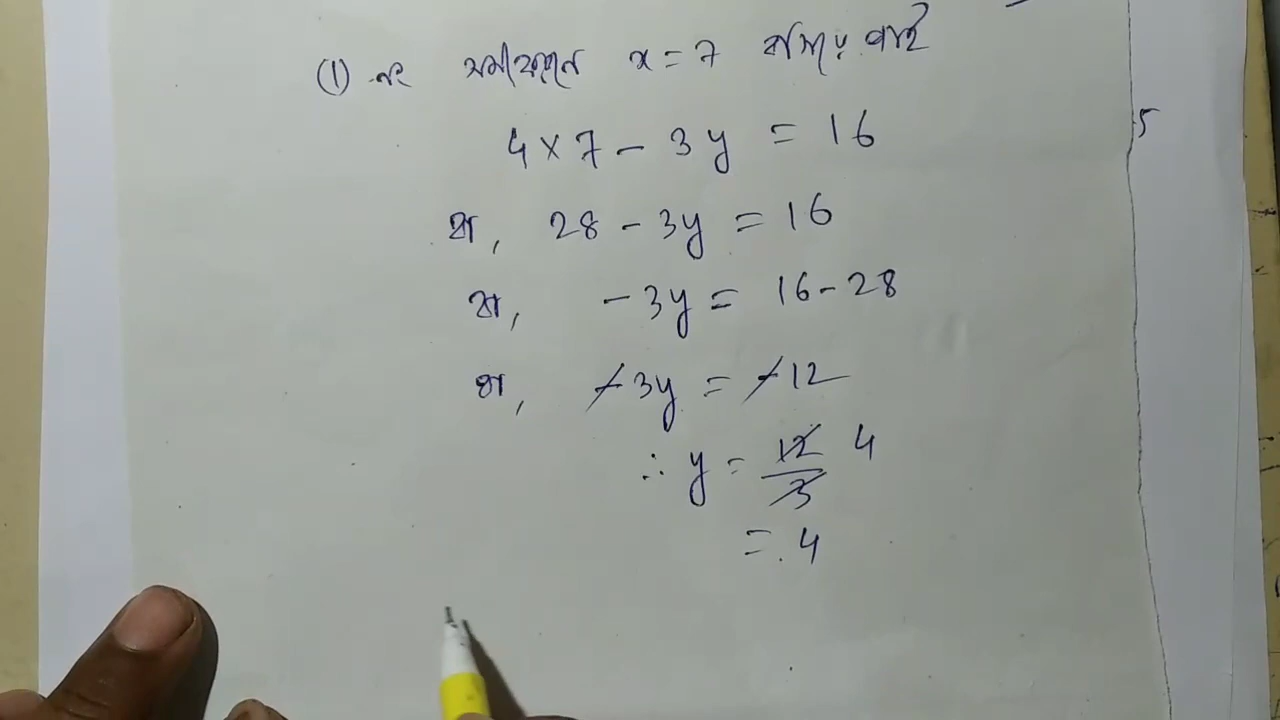 (1) নং সমীকরণে x = 7 বসিয়ে পাই
4 × 7 - 3y = 16
বা, 28 - 3y = 16
বা, - 3y = 16 - 28
বা, - 3y = - 12
∴ y = 12/3 4
= 4
5